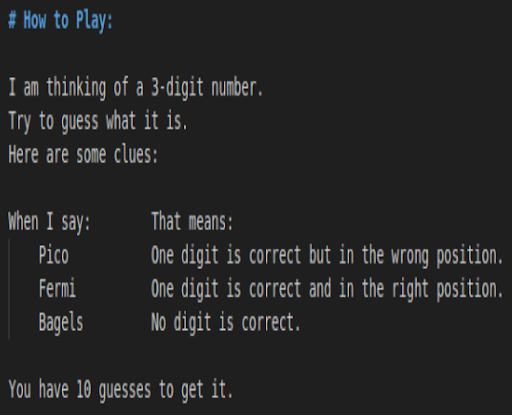 # How to Play:
I am thinking of a 3-digit number.
Try to guess what it is.
Here are some clues:
When I say: That means:
Pico One digit is correct but in the wrong position.
Fermi One digit is correct and in the right position.
Bagels No digit is correct.
You have 10 guesses to get it.